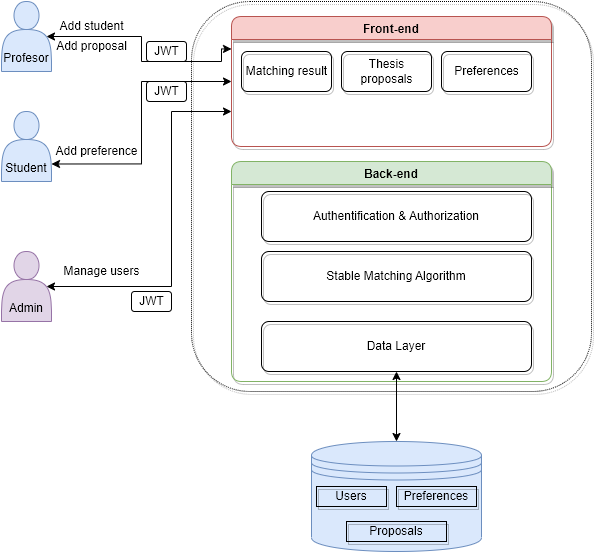 Add student
Add proposal
JWT
Profesor
Front-end
Matching result
Thesis
proposals
Preferences
JWT
Add preference
Student
Back-end
Authentification & Authorization
Manage users
Stable Matching Algorithm
JWT
Admin
Data Layer
Users
Preferences
Proposals